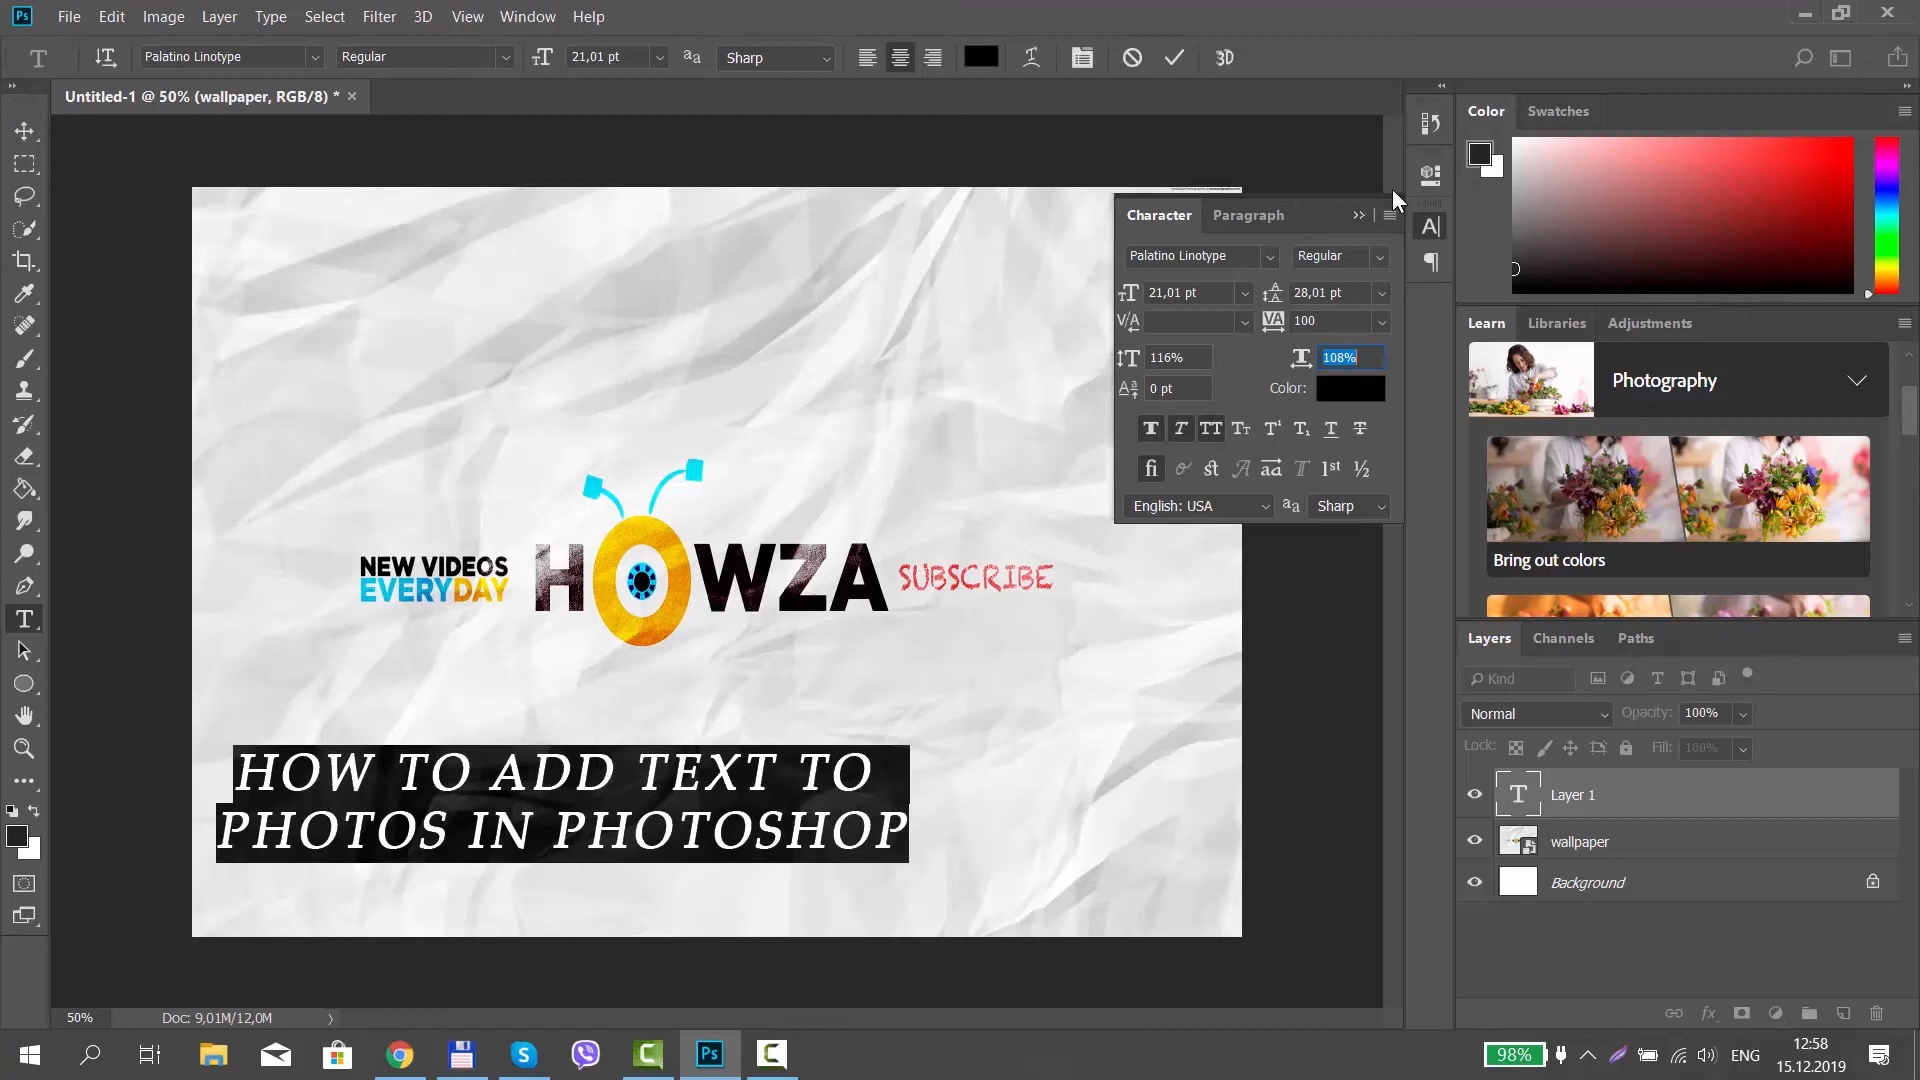 Ps File Edit Image Layer Type Select Filter 3D View Window Help
Palatino Linotype Regular 21,01 pt Sharp 3D
Untitled-1 @ 50% (wallpaper, RGB/8) * ×
Color Swatches
Character Paragraph
Palatino Linotype Regular
21,01 pt 28,01 pt
100
116% 108%
0 pt Color:
English: USA Sharp
Learn Libraries Adjustments
Photography
Bring out colors
NEW VIDEOS
EVERYDAY
HOWZA
SUBSCRIBE
HOW TO ADD TEXT TO
PHOTOS IN PHOTOSHOP
Layers Channels Paths
Kind
Normal Opacity: 100%
Lock: Fill: 100%
Layer 1
wallpaper
Background
50% Doc: 9,01M/12,0M
98% ENG 12:58
15.12.2019